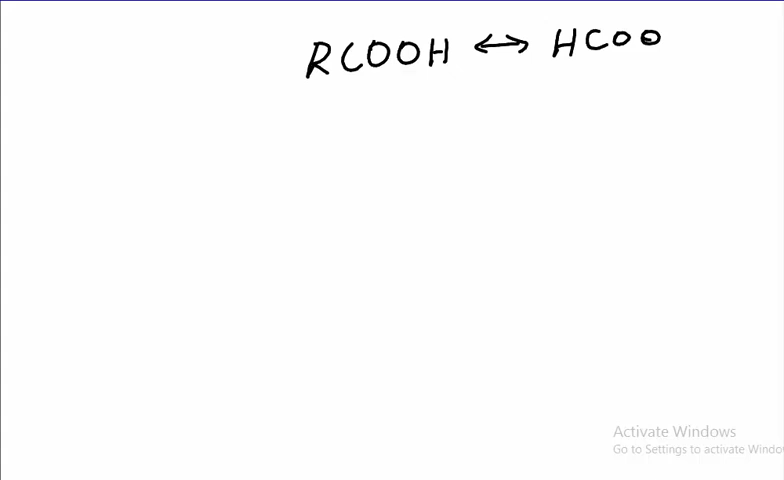 RCOOH ↔ HCOO
Activate Windows
Go to Settings to activate Windo